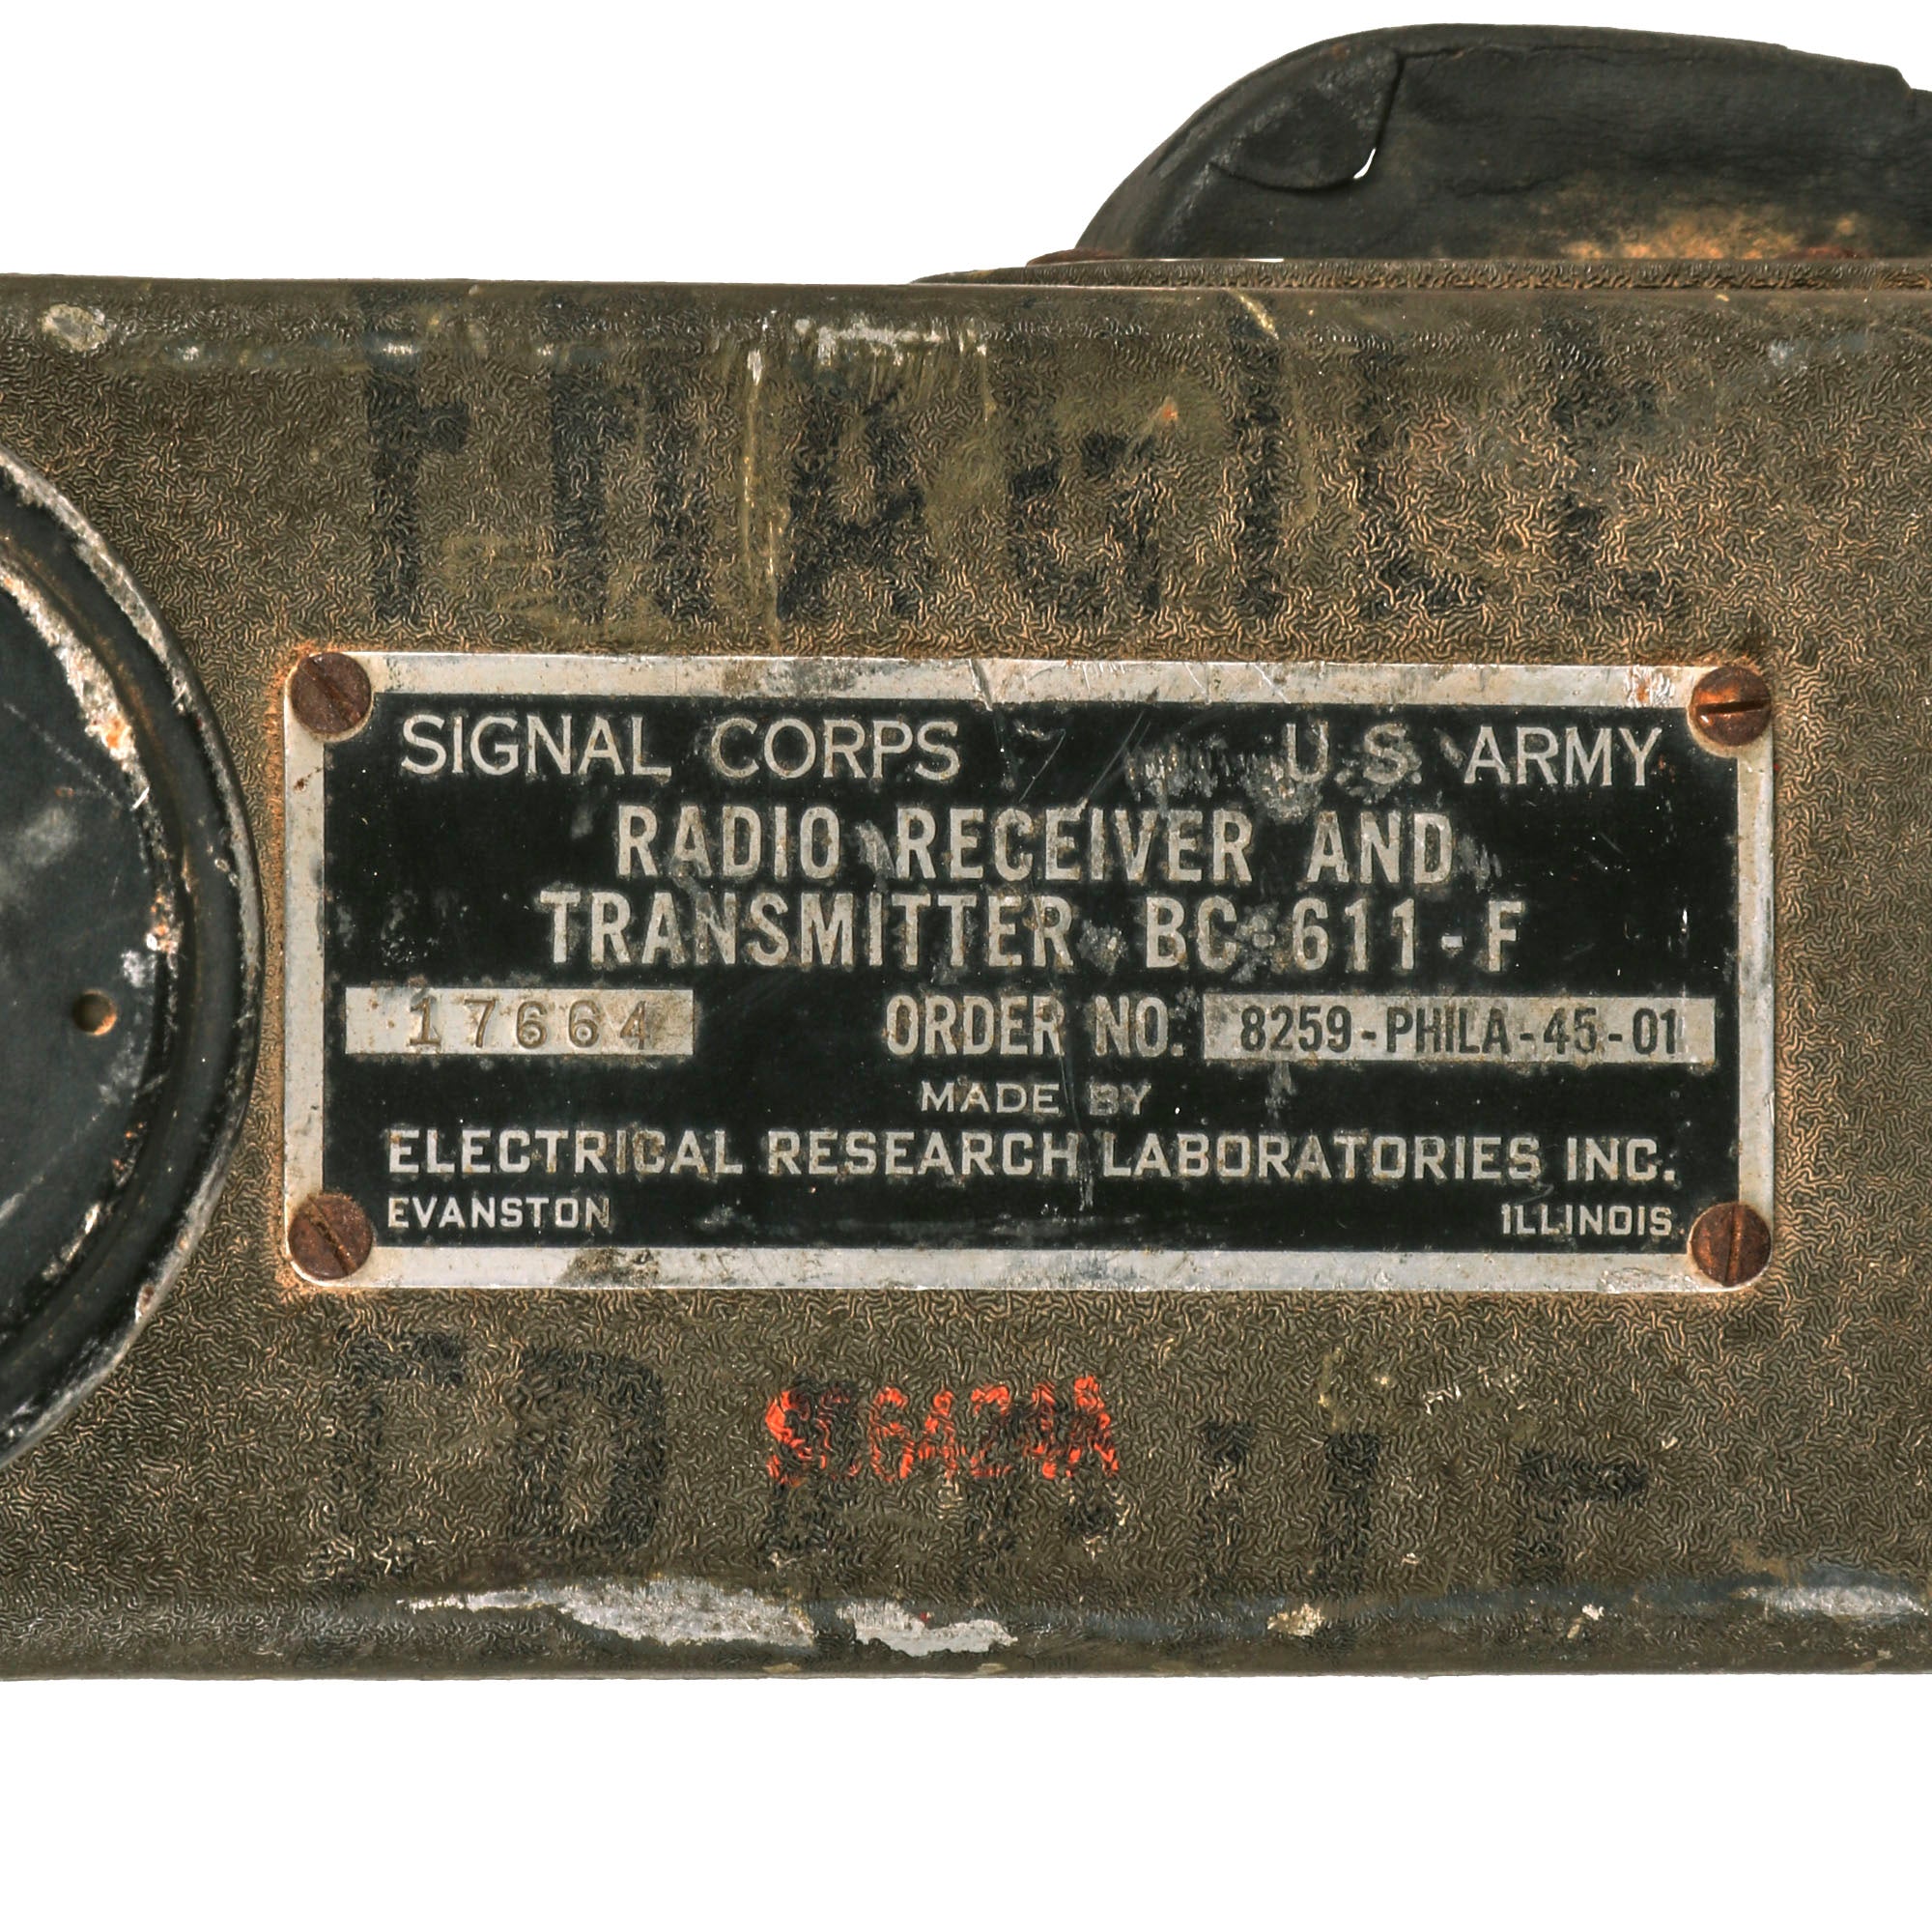 SIGNAL CORPS U.S. ARMY
RADIO RECEIVER AND
TRANSMITTER BC-611-F
17664 ORDER NO. 8259-PHILA-45-01
MADE BY
ELECTRICAL RESEARCH LABORATORIES INC.
EVANSTON ILLINOIS.